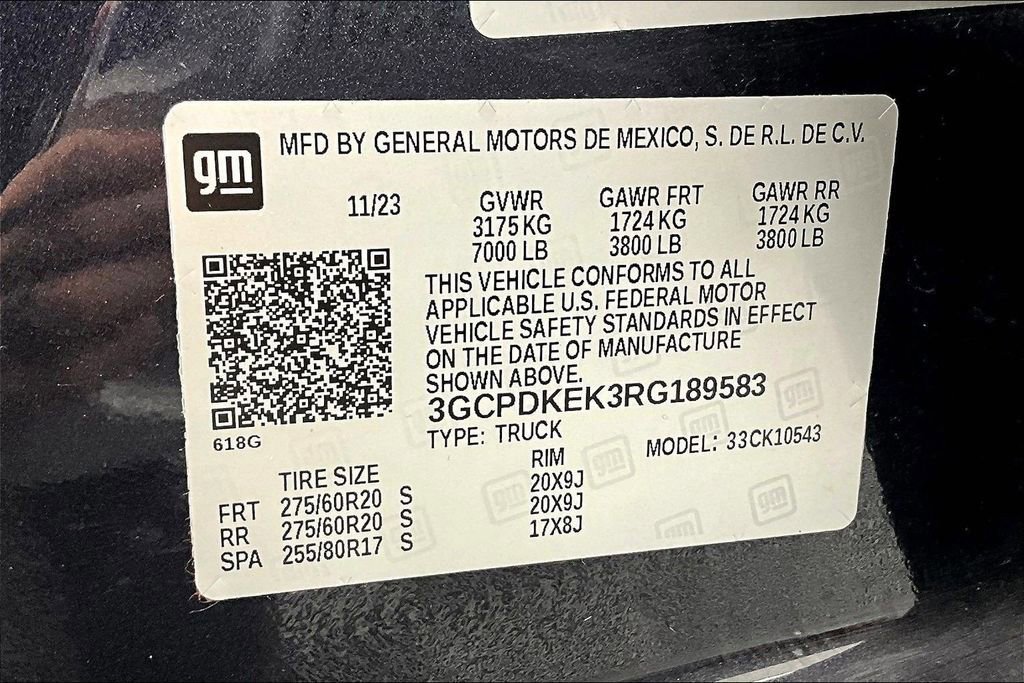 gm
MFD BY GENERAL MOTORS DE MEXICO, S. DE R.L. DE C.V.
11/23
GVWR GAWR FRT GAWR RR
3175 KG 1724 KG 1724 KG
7000 LB 3800 LB 3800 LB
THIS VEHICLE CONFORMS TO ALL
APPLICABLE U.S. FEDERAL MOTOR
VEHICLE SAFETY STANDARDS IN EFFECT
ON THE DATE OF MANUFACTURE
SHOWN ABOVE.
3GCPDKEK3RG189583
618G
TYPE: TRUCK MODEL: 33CK10543
TIRE SIZE RIM
FRT 275/60R20 S 20X9J
RR 275/60R20 S 20X9J
SPA 255/80R17 S 17X8J